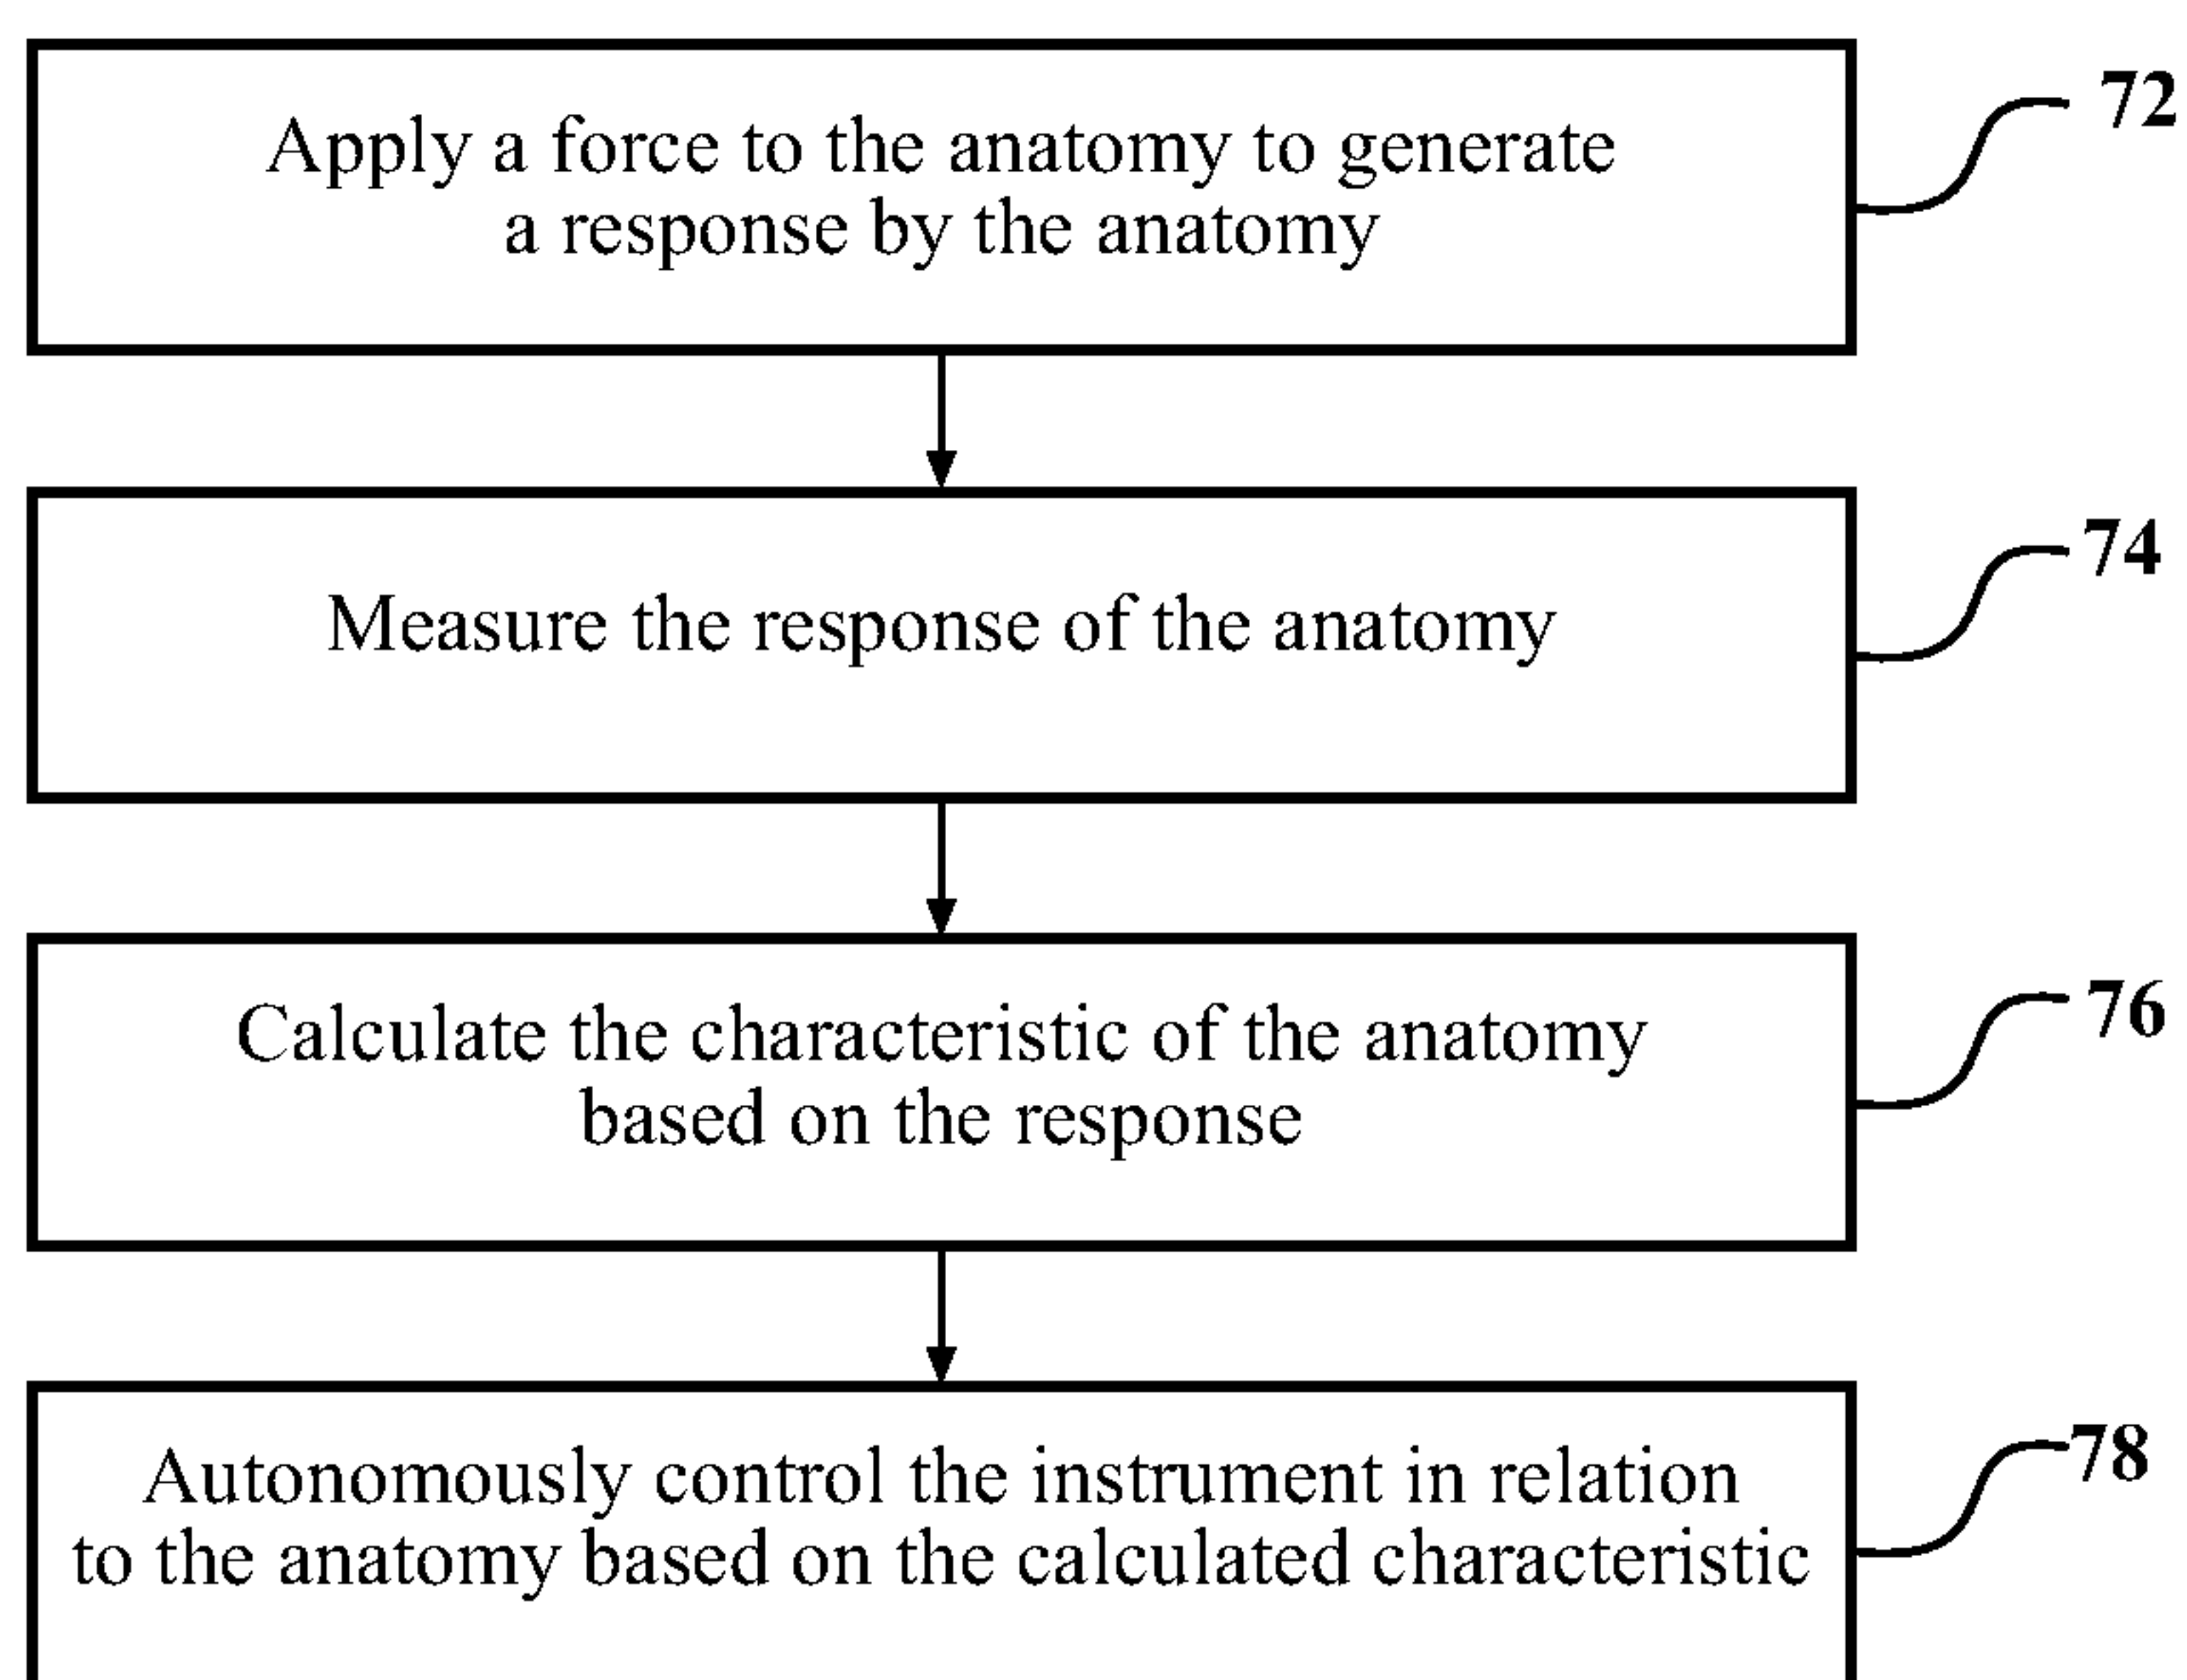 Apply a force to the anatomy to generate
a response by the anatomy
72
Measure the response of the anatomy
74
Calculate the characteristic of the anatomy
based on the response
76
Autonomously control the instrument in relation
to the anatomy based on the calculated characteristic
78